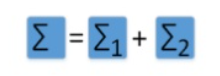 Σ = Σ₁ + Σ₂